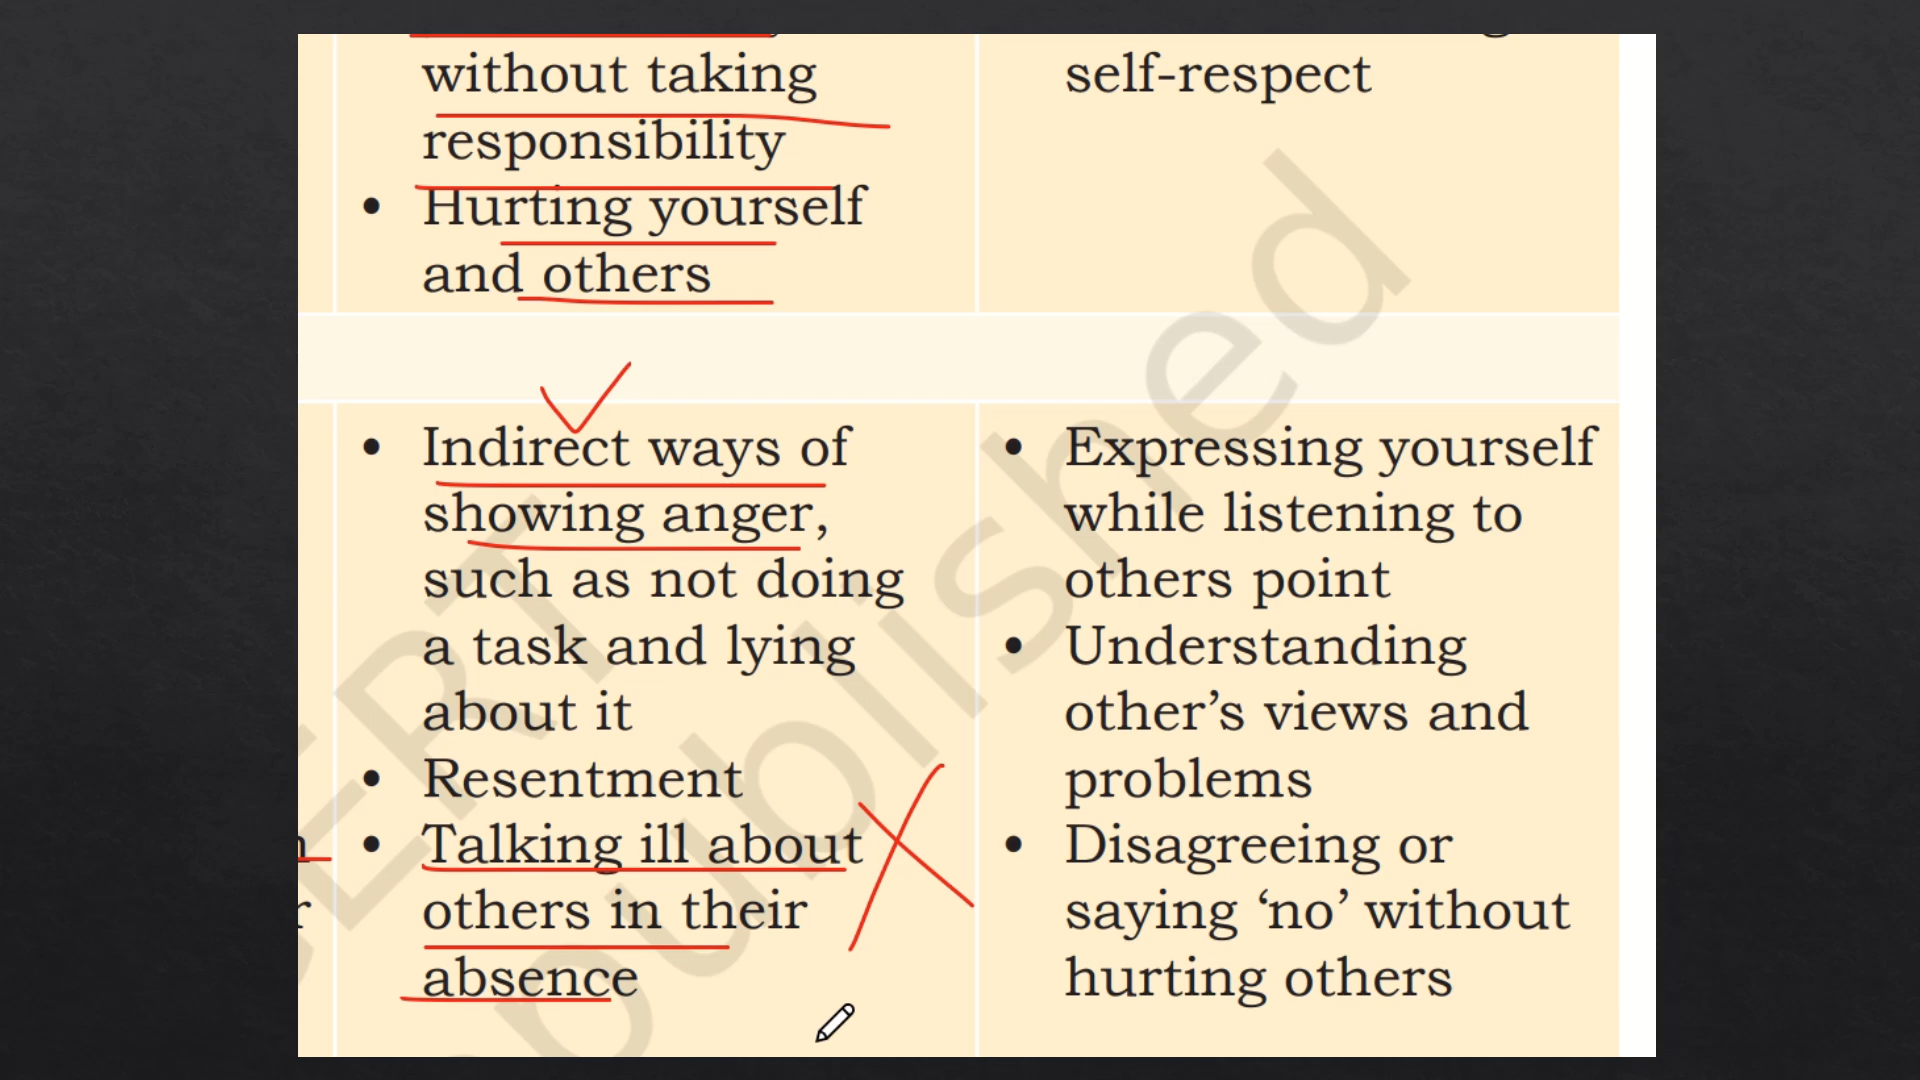 without taking
responsibility
• Hurting yourself
and others
self-respect
• Indirect ways of
showing anger,
such as not doing
a task and lying
about it
• Resentment
• Talking ill about
others in their
absence
• Expressing yourself
while listening to
others point
• Understanding
other’s views and
problems
• Disagreeing or
saying ‘no’ without
hurting others
published